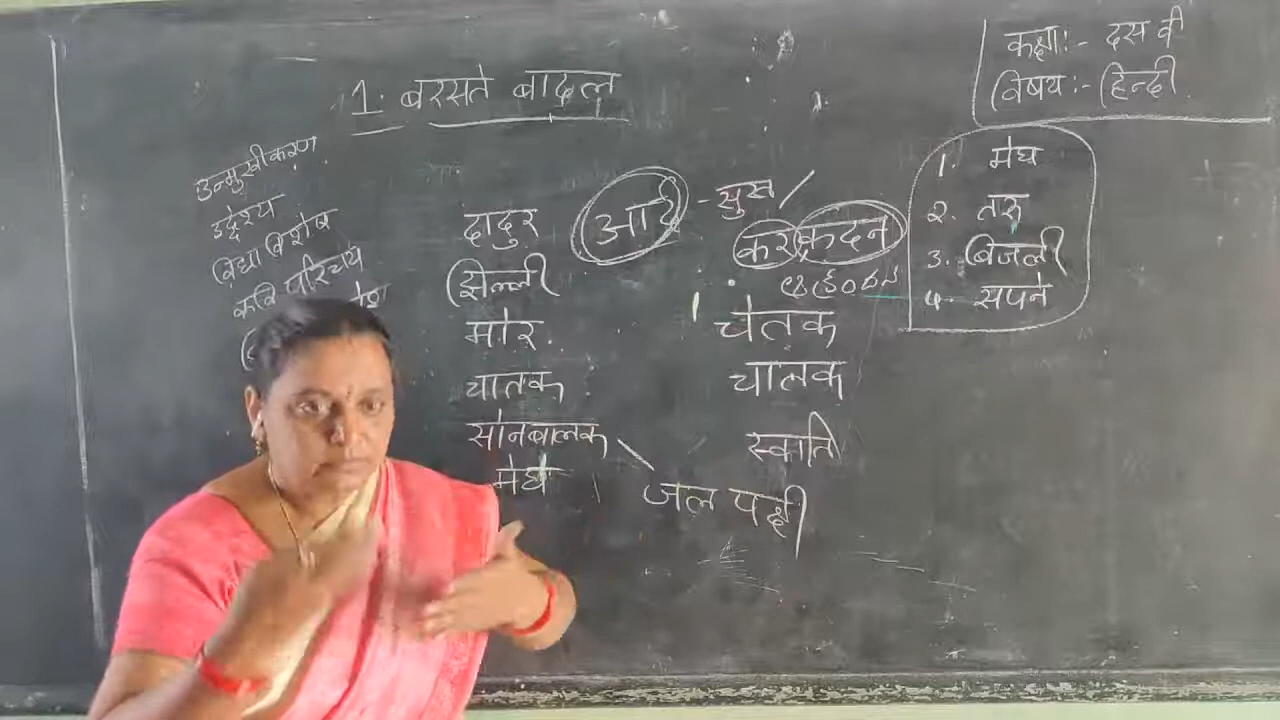 कक्षाः- दस वी
विषयः- हिन्दी
1. बरसते बादल
उन्मुखीकरण
उद्देश्य
विधा विशेष
कवि परिचय
दादुर
झिल्ली
मोर
चातक
सोनबालक
मेघ
जल पक्षी
आर्द्र - सुख
कर क्रंदन
चेतक
चालक
स्वाति
1. मेघ
2. तरु
3. बिजली
4. सपने